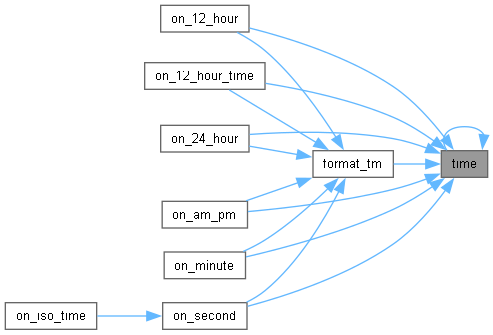 on_12_hour
on_12_hour_time
on_24_hour
format_tm
time
on_am_pm
on_minute
on_iso_time
on_second